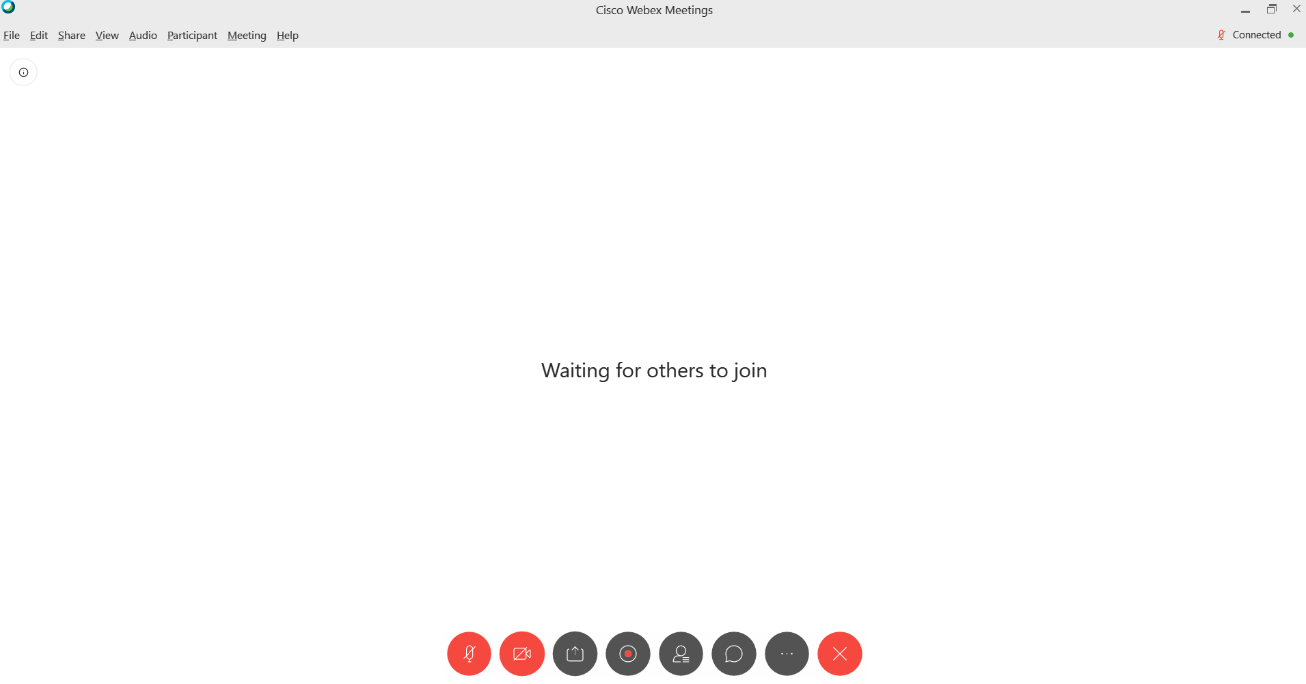 Cisco Webex Meetings
File Edit Share View Audio Participant Meeting Help Connected
Waiting for others to join